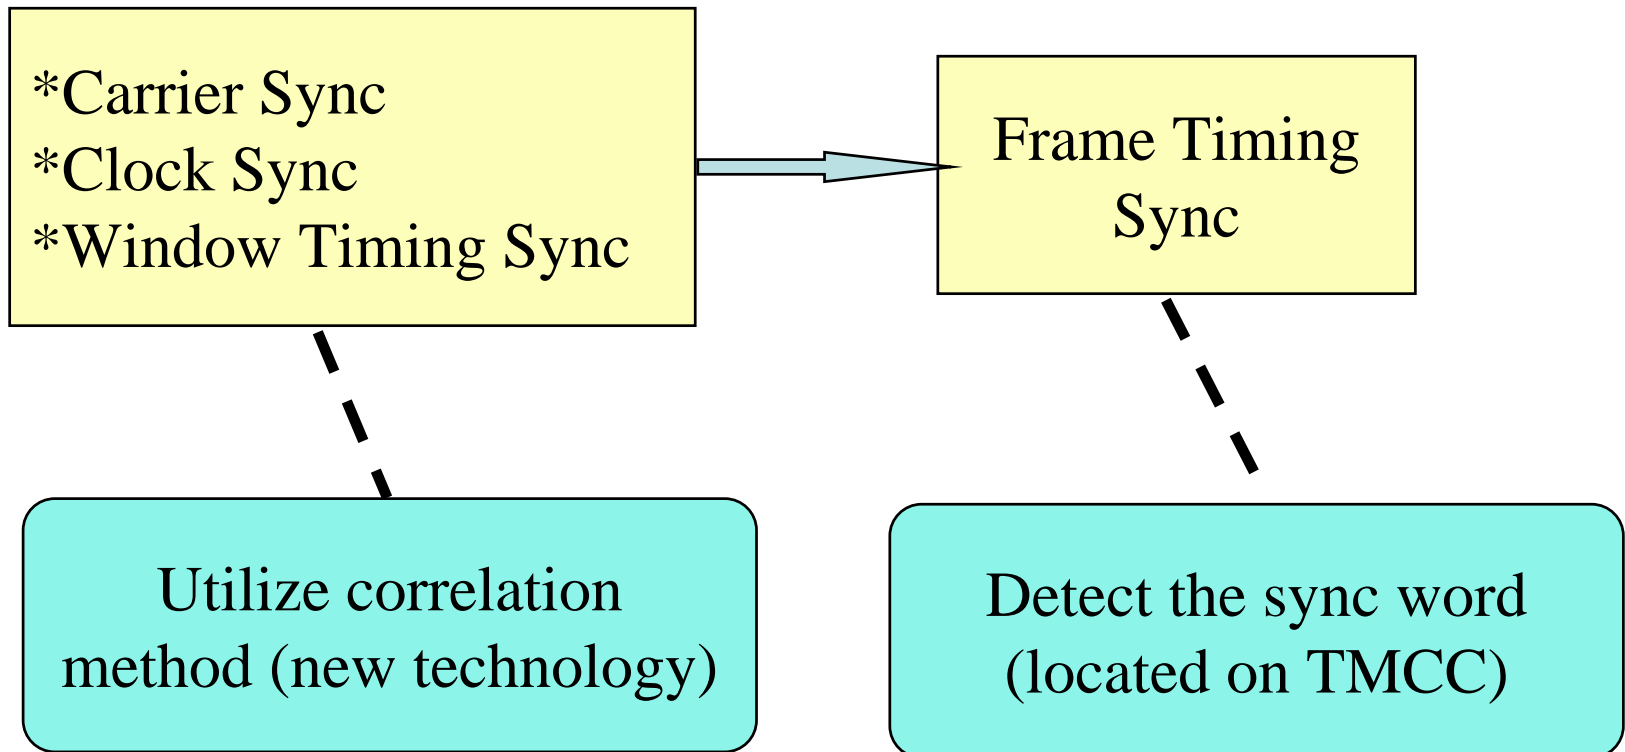 *Carrier Sync
*Clock Sync
*Window Timing Sync
Frame Timing
Sync
Utilize correlation
method (new technology)
Detect the sync word
(located on TMCC)